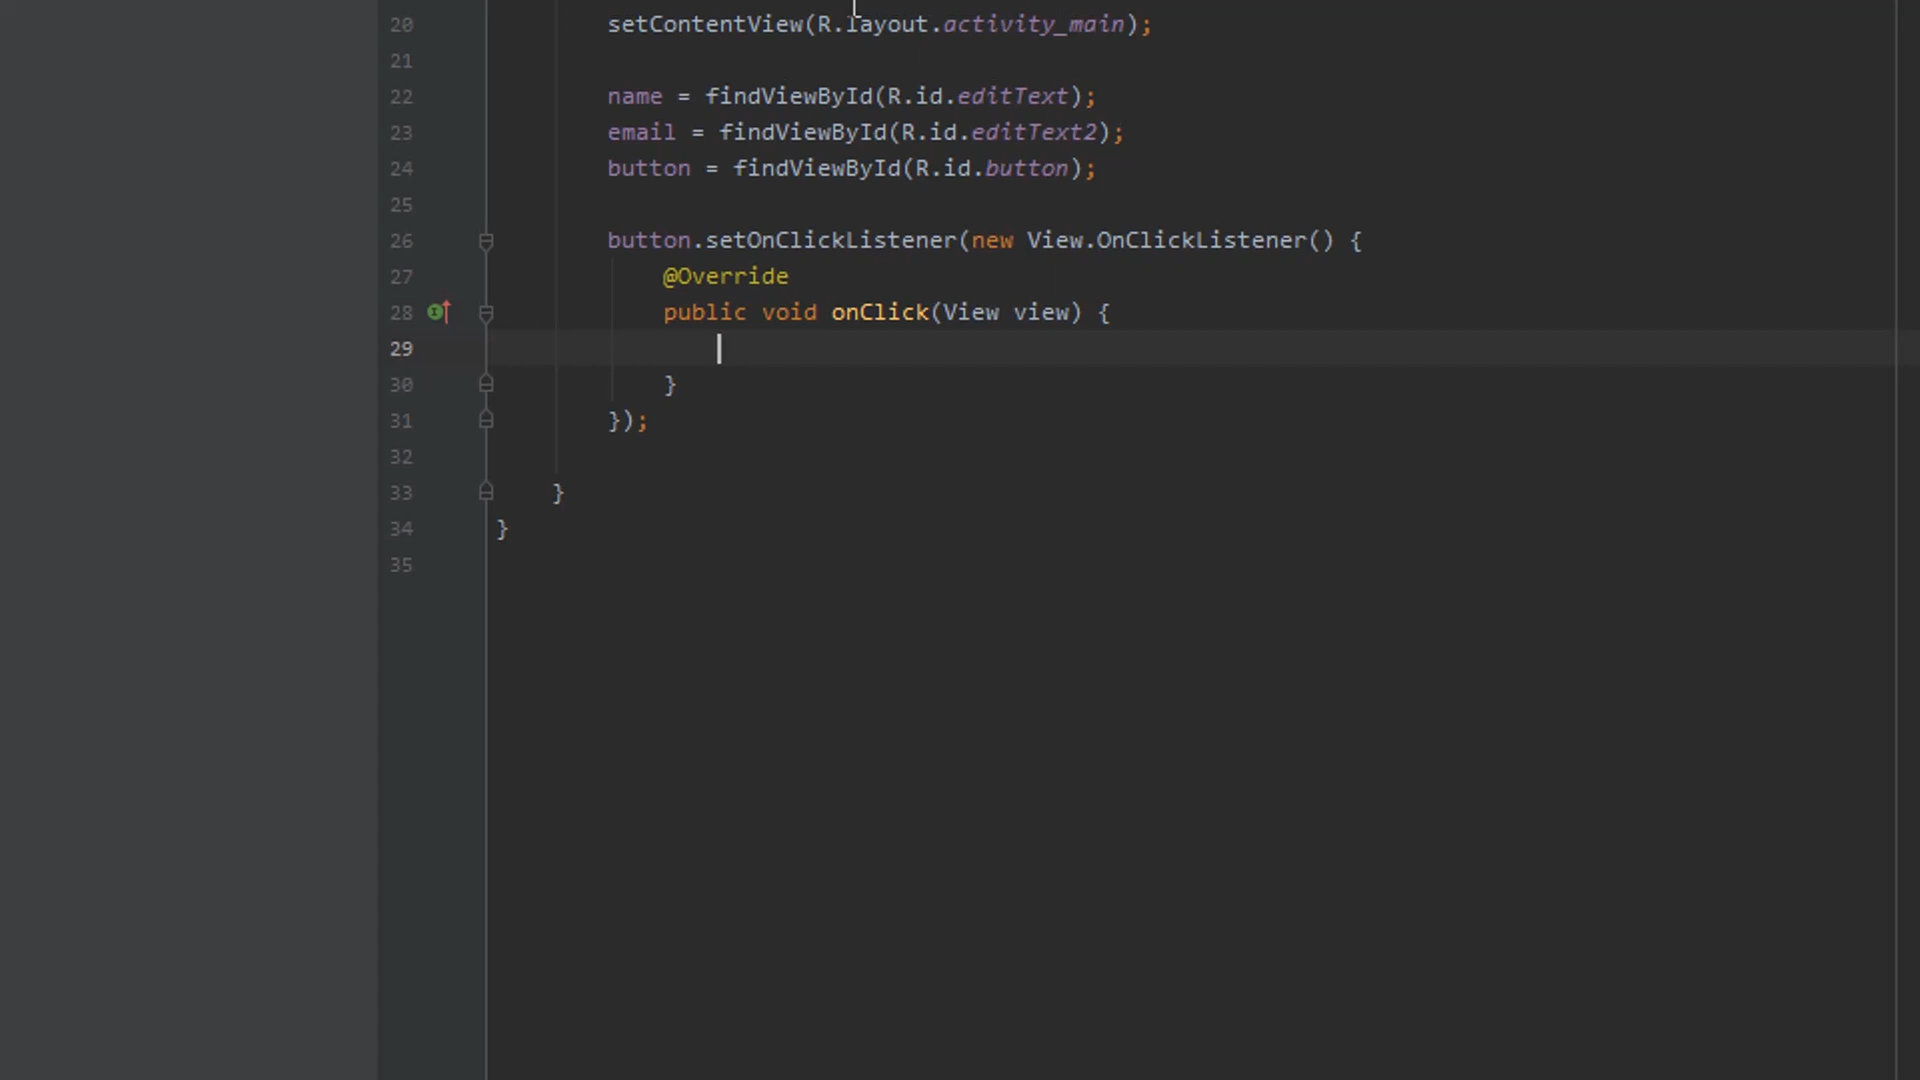 20 setContentView(R.layout.activity_main);
21
22 name = findViewById(R.id.editText);
23 email = findViewById(R.id.editText2);
24 button = findViewById(R.id.button);
25
26 button.setOnClickListener(new View.OnClickListener() {
27 @Override
28 public void onClick(View view) {
29
30 }
31 });
32
33 }
34 }
35